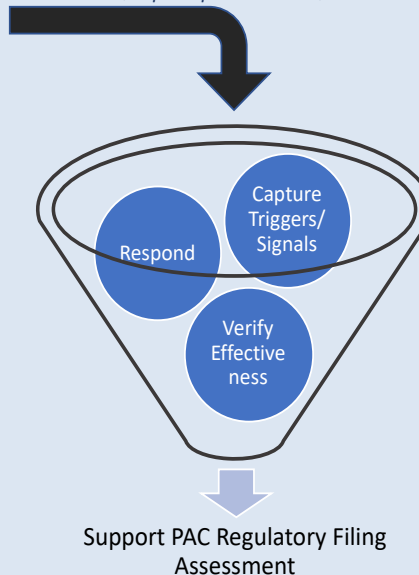 Capture
Triggers/
Signals
Respond
Verify
Effective
ness
Support PAC Regulatory Filing
Assessment